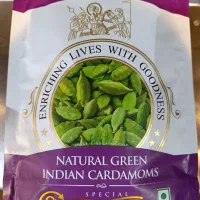 ENRICHING LIVES WITH GOODNESS
NATURAL GREEN
INDIAN CARDAMOMS
SPECIAL